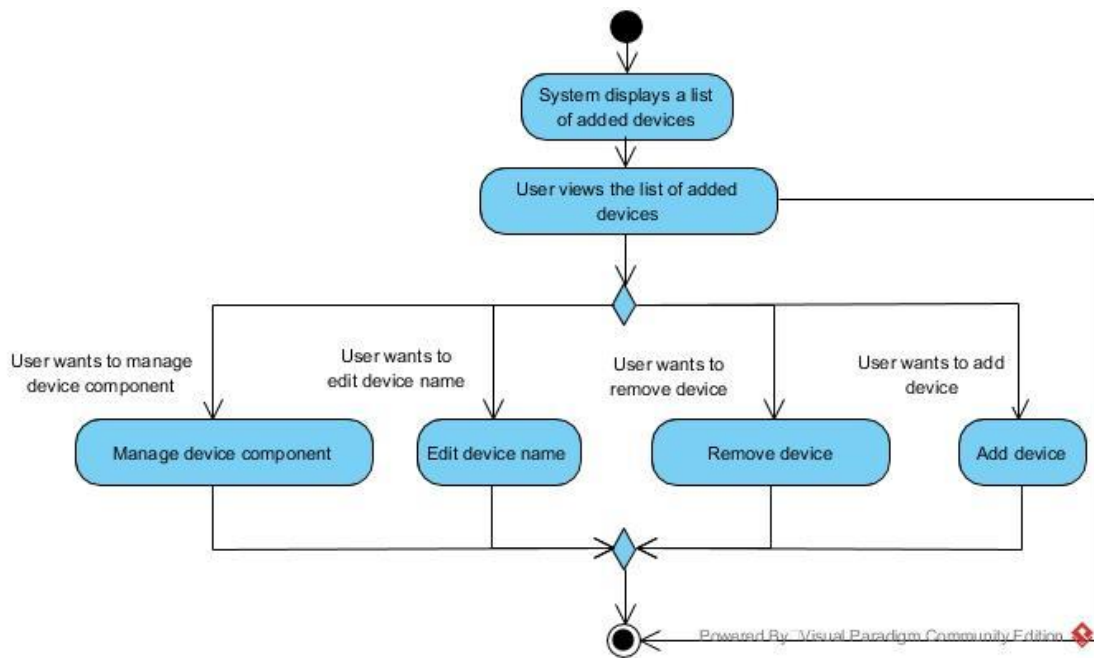 System displays a list
of added devices
User views the list of added
devices
User wants to manage
device component
User wants to
edit device name
User wants to
remove device
User wants to add
device
Manage device component
Edit device name
Remove device
Add device
Powered By Visual Paradigm Community Edition